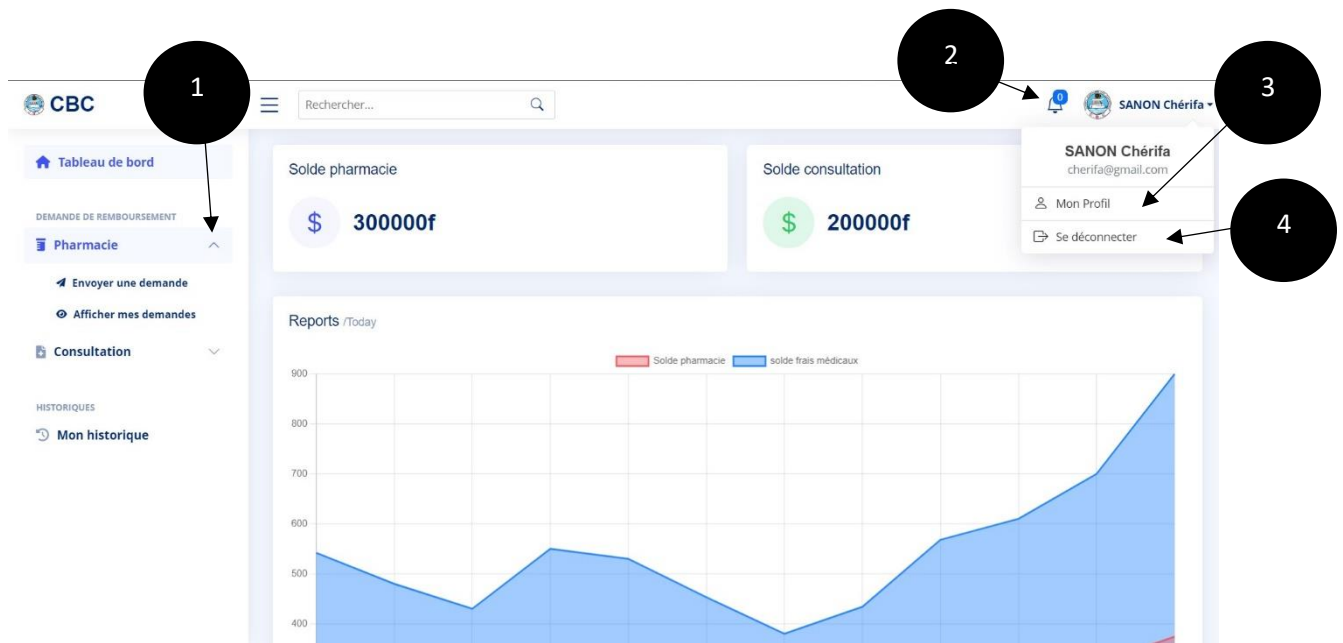 1
2
3
4
CBC
Rechercher...
0
SANON Chérifa
SANON Chérifa
cherifa@gmail.com
Mon Profil
Se déconnecter
Tableau de bord
DEMANDE DE REMBOURSEMENT
Pharmacie
Envoyer une demande
Afficher mes demandes
Consultation
HISTORIQUES
Mon historique
Solde pharmacie
$ 300000f
Solde consultation
$ 200000f
Reports /Today
Solde pharmacie solde frais médicaux
900
800
700
600
500
400